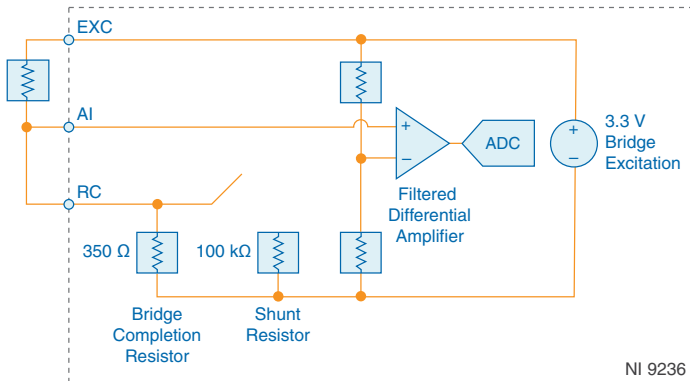 EXC
AI
+
−
ADC
+
−
3.3 V
Bridge
Excitation
Filtered
Differential
Amplifier
RC
350 Ω
100 kΩ
Bridge
Completion
Resistor
Shunt
Resistor
NI 9236